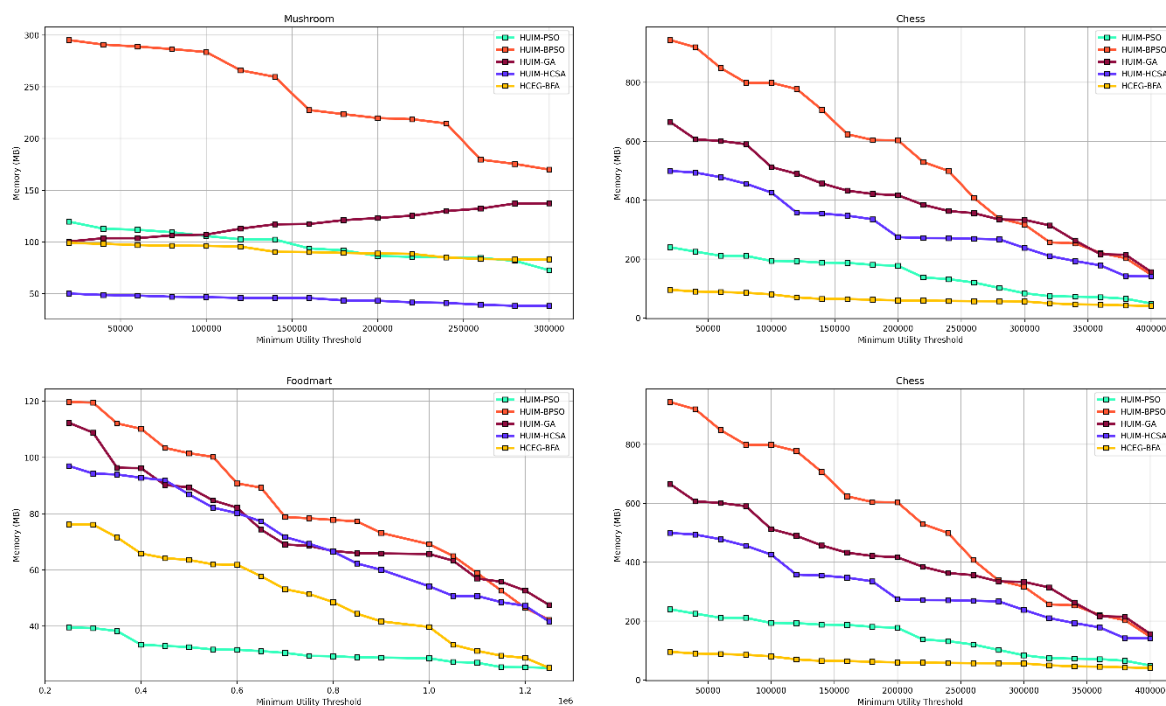 Mushroom
300
250
200
150
100
50
Memory (MB)
50000 100000 150000 200000 250000 300000
Minimum Utility Threshold
HUIM-PSO
HUIM-BPSO
HUIM-GA
HUIM-HCSA
HCEG-BFA
Chess
800
600
400
200
0
Memory (MB)
50000 100000 150000 200000 250000 300000 350000 400000
Minimum Utility Threshold
HUIM-PSO
HUIM-BPSO
HUIM-GA
HUIM-HCSA
HCEG-BFA
Foodmart
120
100
80
60
40
Memory (MB)
0.2 0.4 0.6 0.8 1.0 1.2
1e6
Minimum Utility Threshold
HUIM-PSO
HUIM-BPSO
HUIM-GA
HUIM-HCSA
HCEG-BFA
Chess
800
600
400
200
0
Memory (MB)
50000 100000 150000 200000 250000 300000 350000 400000
Minimum Utility Threshold
HUIM-PSO
HUIM-BPSO
HUIM-GA
HUIM-HCSA
HCEG-BFA